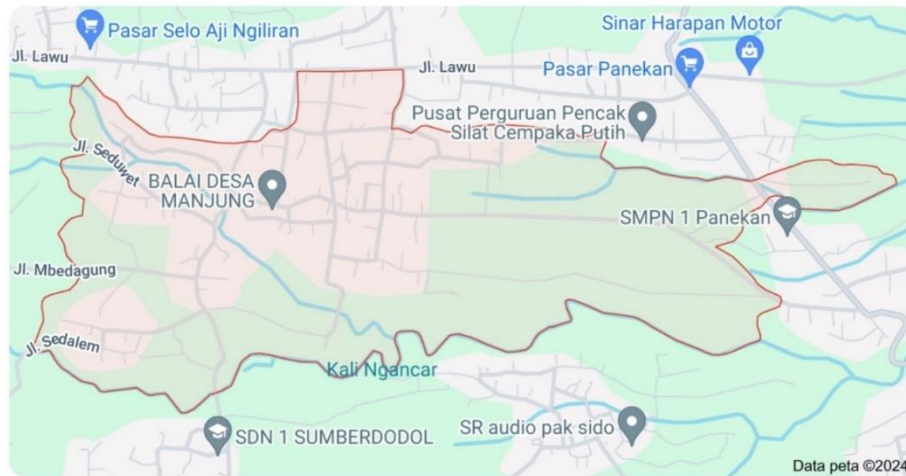 Pasar Selo Aji Ngiliran
Sinar Harapan Motor
Jl. Lawu
Jl. Lawu
Pasar Panekan
Pusat Perguruan Pencak
Silat Cempaka Putih
Jl. Seduwet
BALAI DESA
MANJUNG
SMPN 1 Panekan
Jl. Mbedagung
Jl. Sedalem
Kali Ngancar
SDN 1 SUMBERDODOL
SR audio pak sido
Data peta ©2024